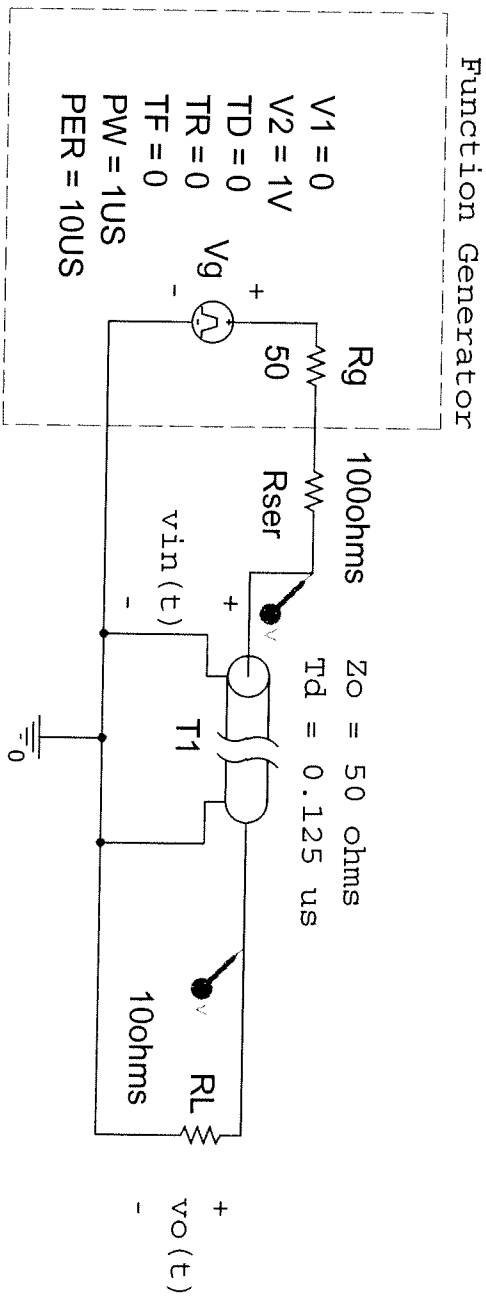 Function Generator
V1 = 0
V2 = 1V
TD = 0
TR = 0
TF = 0
PW = 1US
PER = 10US
Vg
+
-
Rg
50
100ohms
Rser
+
vin(t)
-
V
Zo = 50 ohms
Td = 0.125 us
T1
0
V
10ohms
RL
+
vo(t)
-